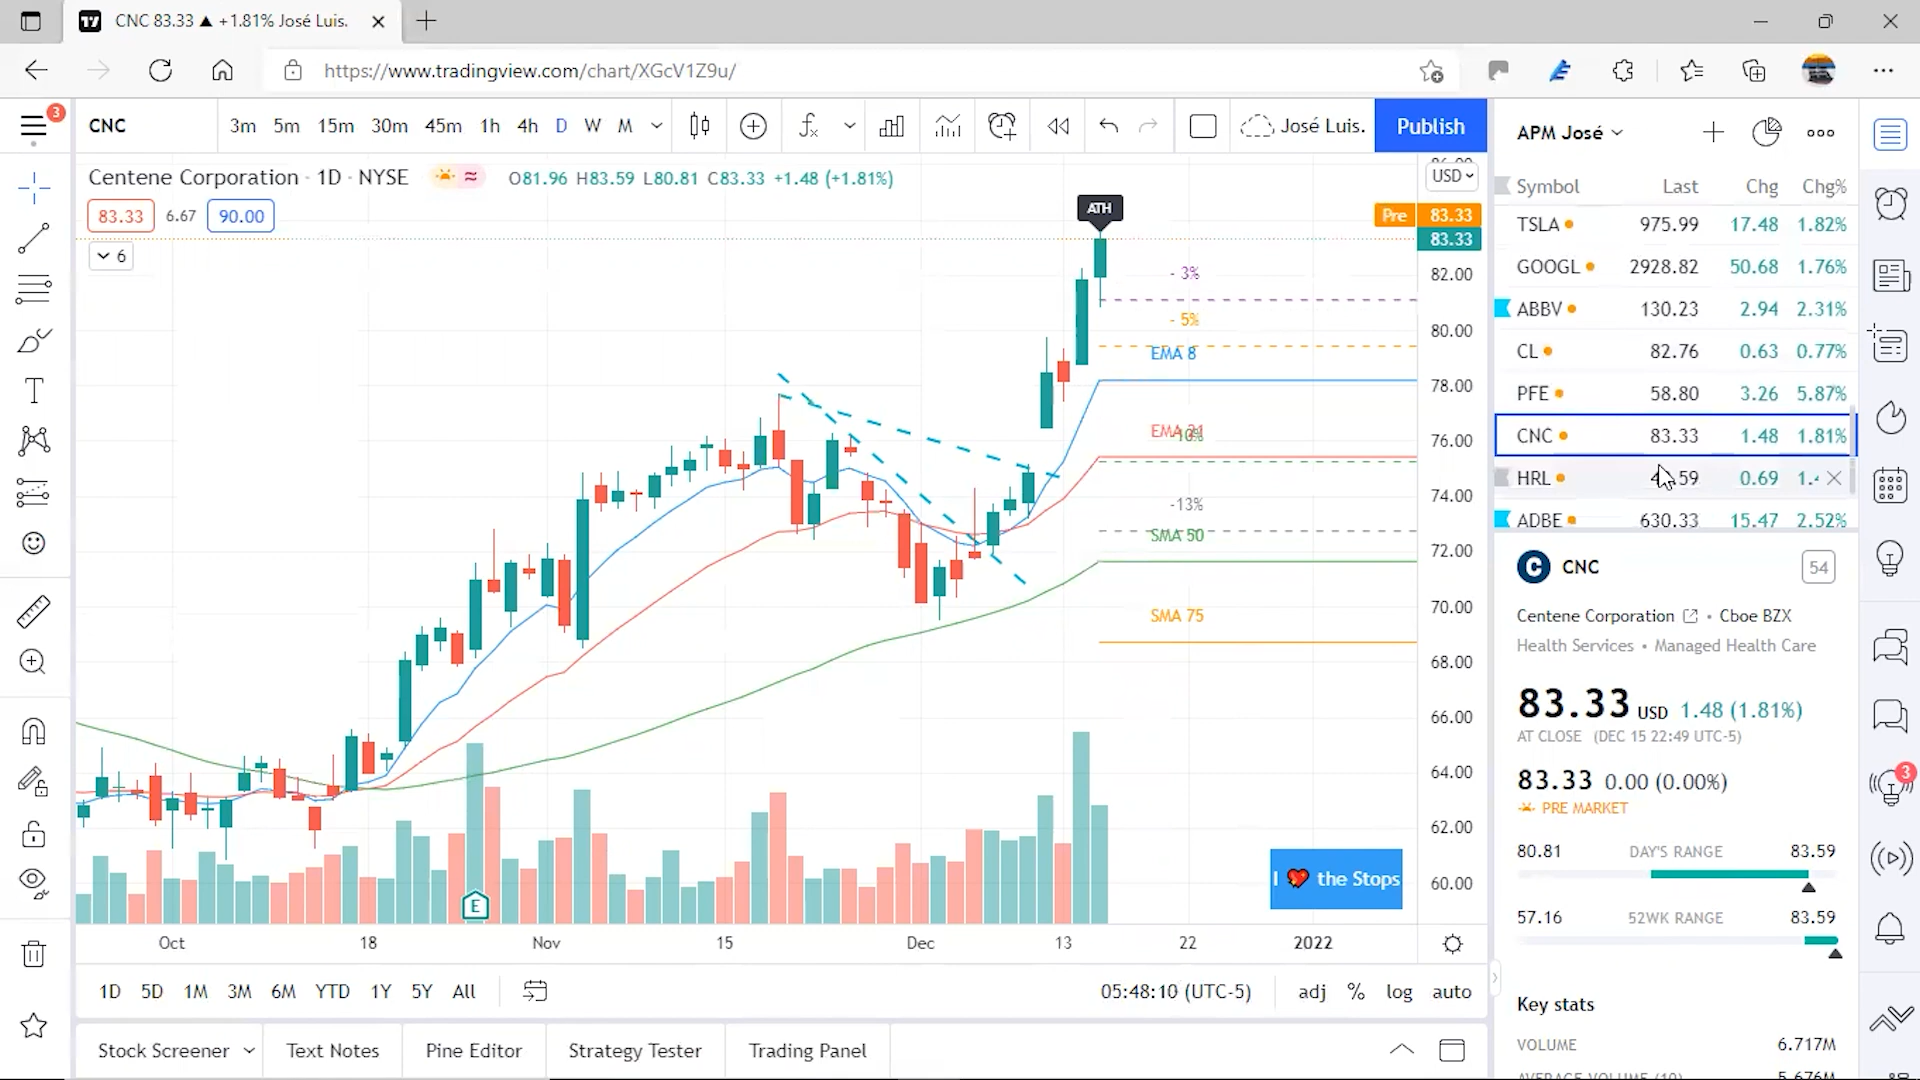 CNC 83.33 ▲ +1.81% José Luis.
https://www.tradingview.com/chart/XGcV1Z9u/
3
CNC 3m 5m 15m 30m 45m 1h 4h D W M José Luis. Publish
APM José
Centene Corporation · 1D · NYSE O81.96 H83.59 L80.81 C83.33 +1.48 (+1.81%)
USD
83.33 6.67 90.00
6
ATH
Pre 83.33
83.33
82.00
80.00
78.00
76.00
74.00
72.00
70.00
68.00
66.00
64.00
62.00
60.00
- 3%
- 5%
EMA 8
-13%
SMA 50
SMA 75
I ❤ the Stops
E
Oct 18 Nov 15 Dec 13 22 2022
1D 5D 1M 3M 6M YTD 1Y 5Y All 05:48:10 (UTC-5) adj % log auto
Stock Screener Text Notes Pine Editor Strategy Tester Trading Panel
Symbol Last Chg Chg%
TSLA 975.99 17.48 1.82%
GOOGL 2928.82 50.68 1.76%
ABBV 130.23 2.94 2.31%
CL 82.76 0.63 0.77%
PFE 58.80 3.26 5.87%
CNC 83.33 1.48 1.81%
HRL 0.69
ADBE 630.33 15.47 2.52%
CNC 54
Centene Corporation • Cboe BZX
Health Services • Managed Health Care
83.33 USD 1.48 (1.81%)
AT CLOSE (DEC 15 22:49 UTC-5)
83.33 0.00 (0.00%)
PRE MARKET
80.81 DAY'S RANGE 83.59
57.16 52WK RANGE 83.59
Key stats
VOLUME 6.717M
3